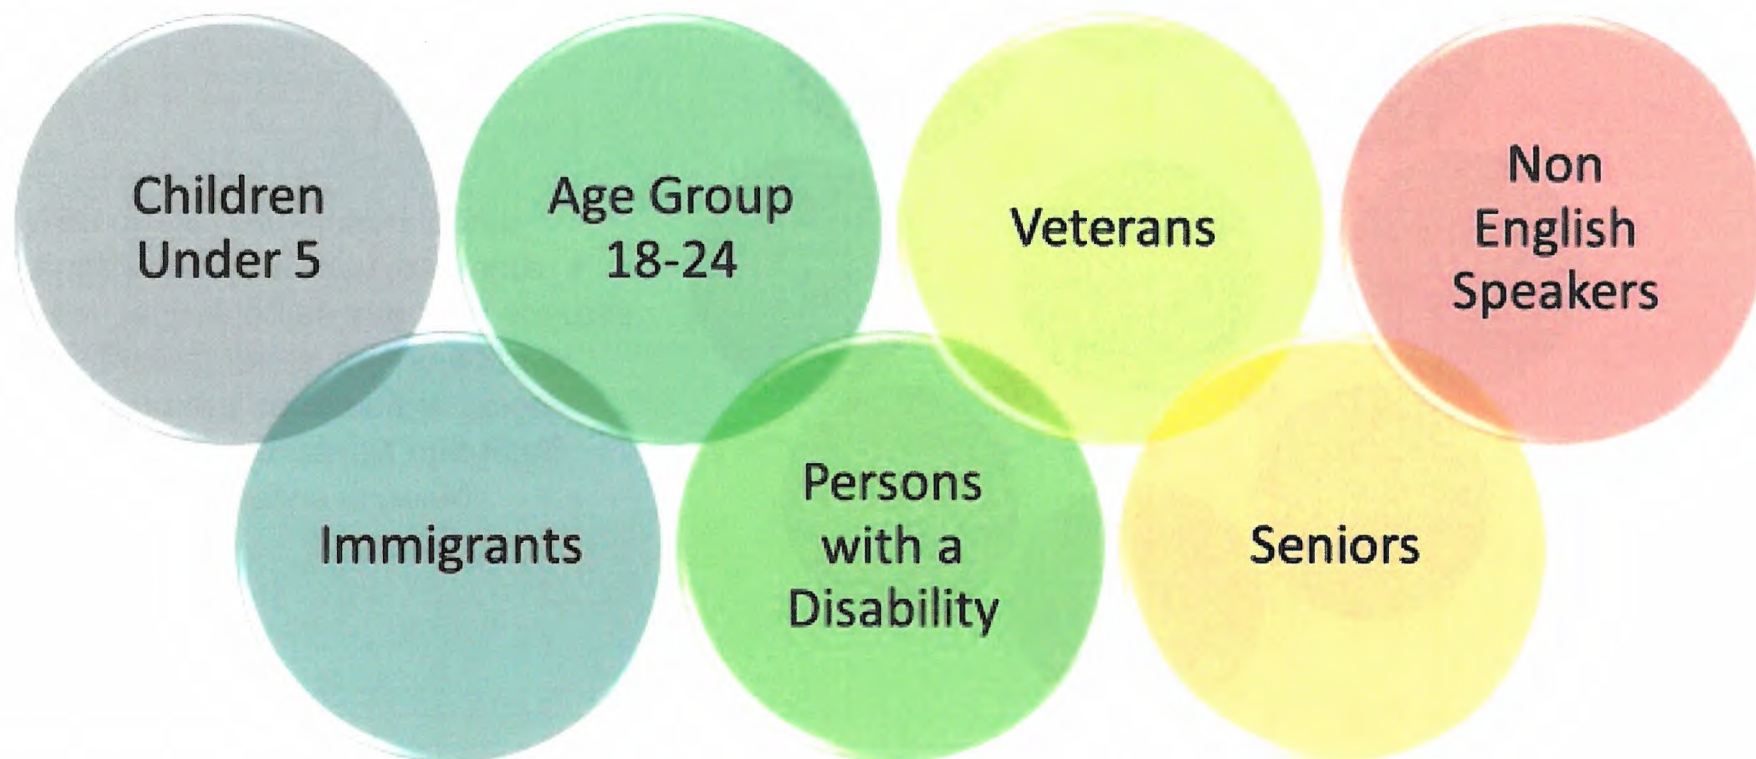 Children
Under 5
Age Group
18-24
Veterans
Non
English
Speakers
Immigrants
Persons
with a
Disability
Seniors